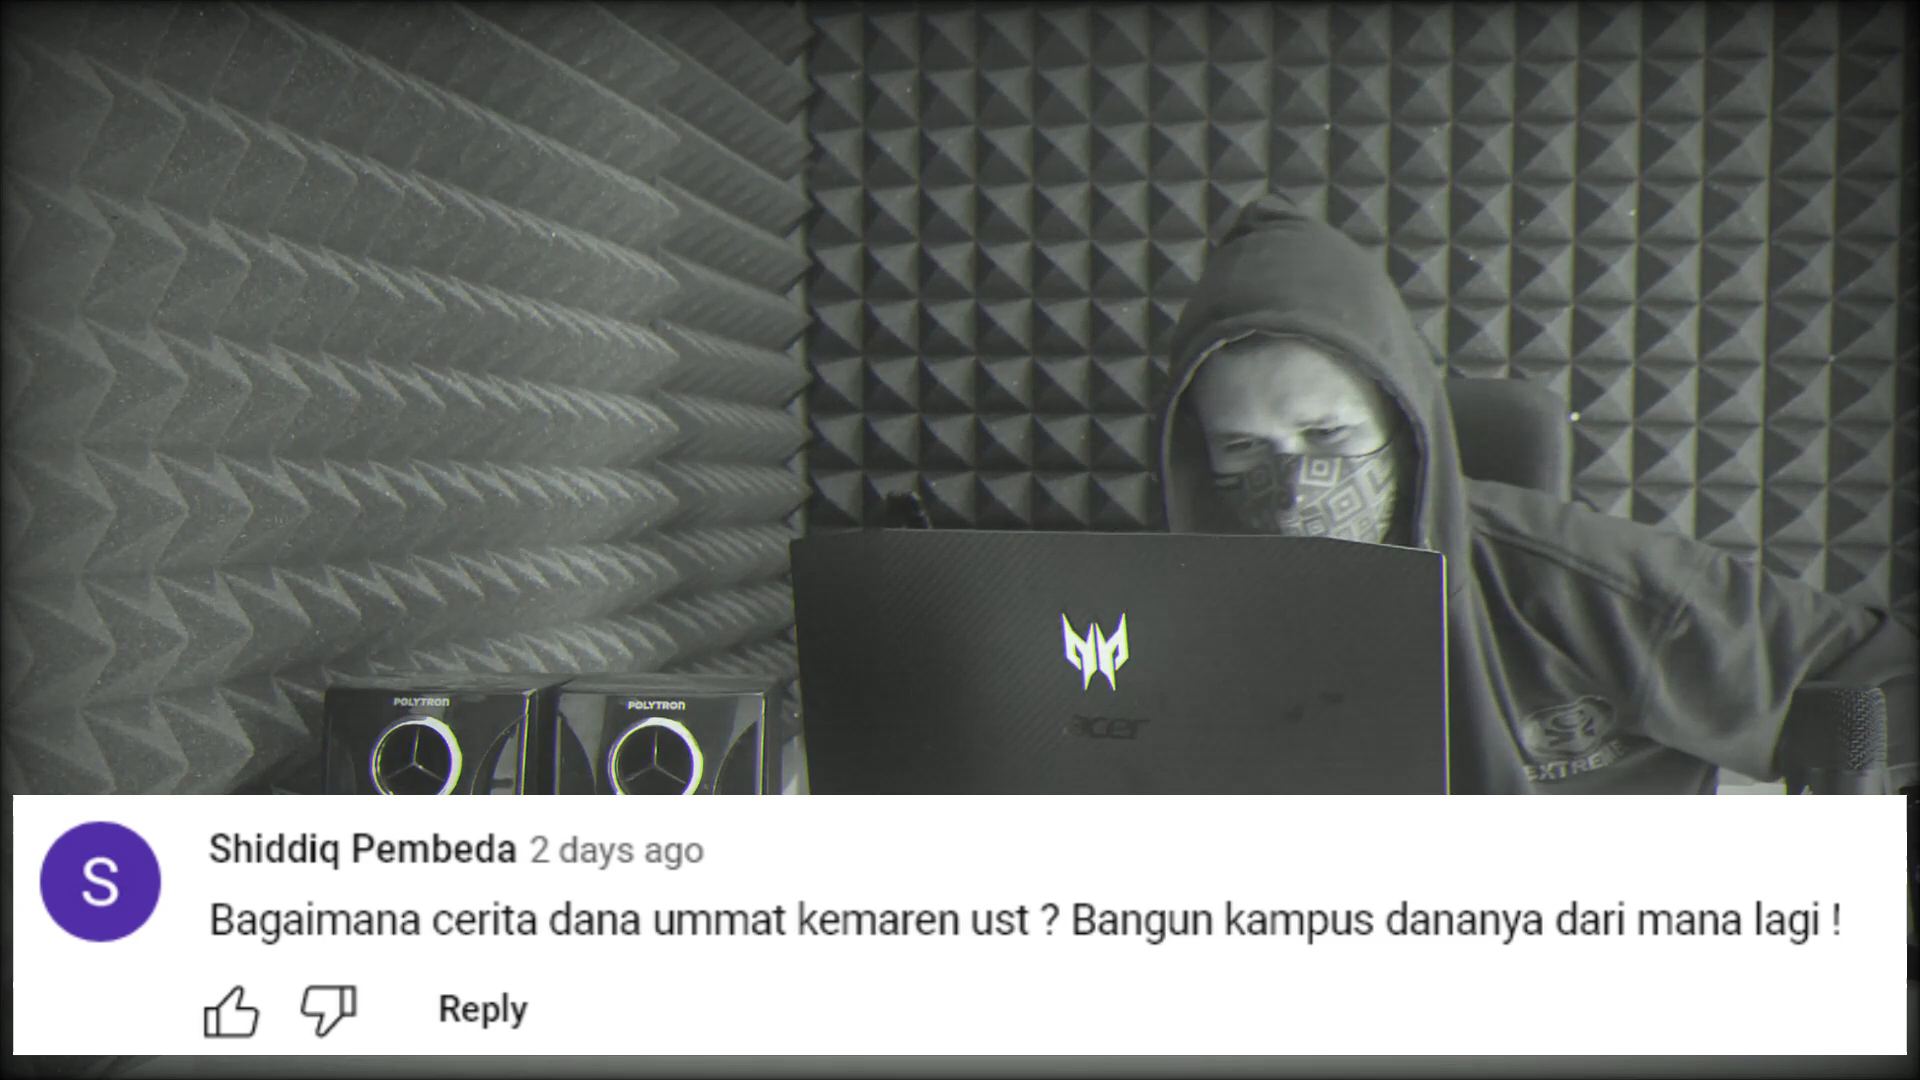 POLYTRON
POLYTRON
acer
EXTREME
S
Shiddiq Pembeda 2 days ago
Bagaimana cerita dana ummat kemaren ust ? Bangun kampus dananya dari mana lagi !
Reply